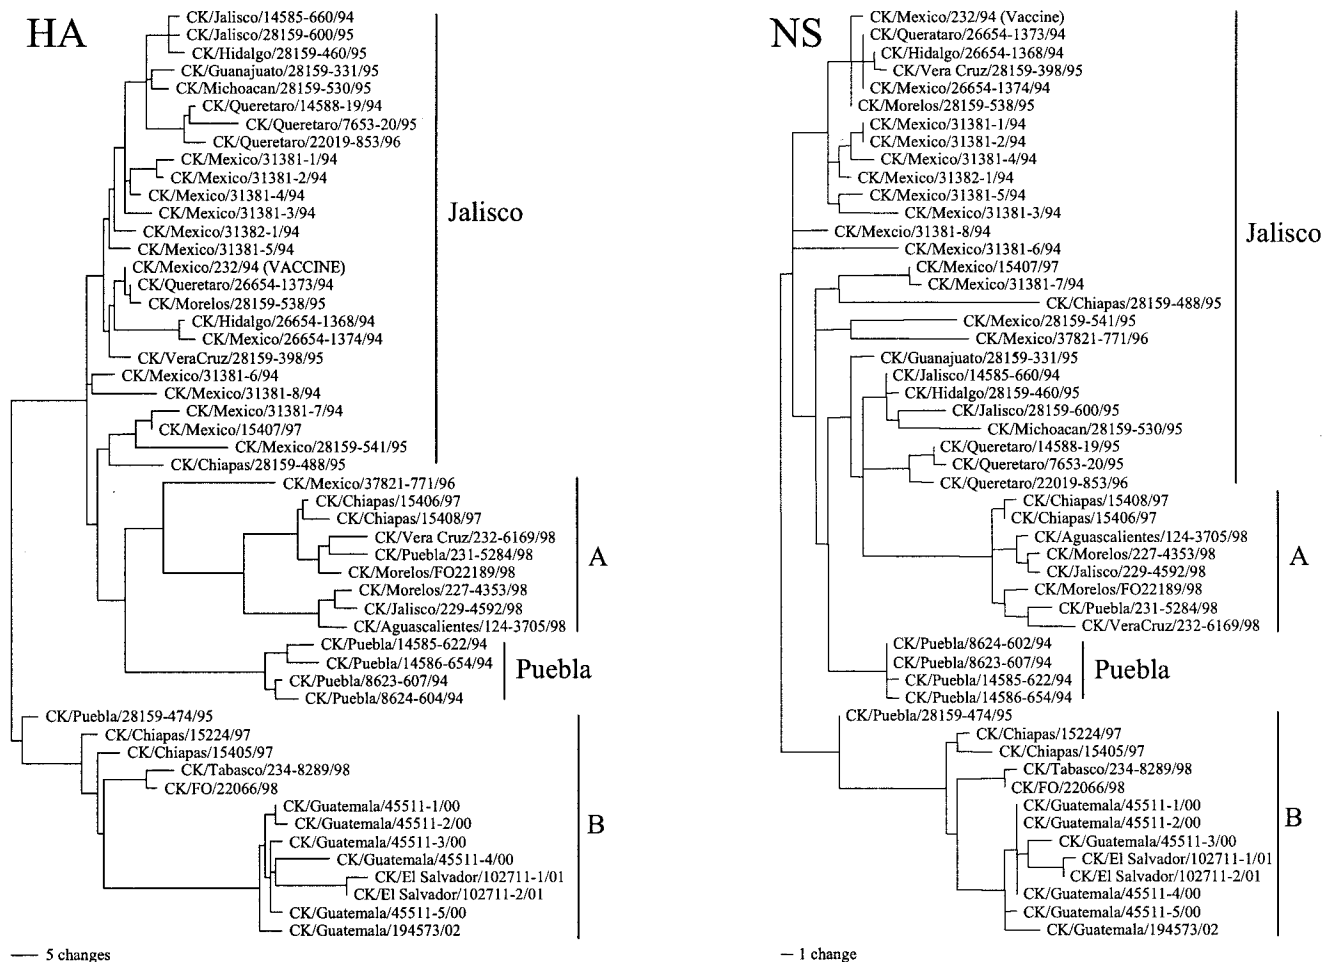 HA
CK/Jalisco/14585-660/94
CK/Jalisco/28159-600/95
CK/Hidalgo/28159-460/95
CK/Guanajuato/28159-331/95
CK/Michoacan/28159-530/95
CK/Queretaro/14588-19/94
CK/Queretaro/7653-20/95
CK/Queretaro/22019-853/96
CK/Mexico/31381-1/94
CK/Mexico/31381-2/94
CK/Mexico/31381-4/94
CK/Mexico/31381-3/94
CK/Mexico/31382-1/94
CK/Mexico/31381-5/94
CK/Mexico/232/94 (VACCINE)
CK/Queretaro/26654-1373/94
CK/Morelos/28159-538/95
CK/Hidalgo/26654-1368/94
CK/Mexico/26654-1374/94
CK/VeraCruz/28159-398/95
CK/Mexico/31381-6/94
CK/Mexico/31381-8/94
CK/Mexico/31381-7/94
CK/Mexico/15407/97
CK/Mexico/28159-541/95
CK/Chiapas/28159-488/95
Jalisco
CK/Mexico/37821-771/96
CK/Chiapas/15406/97
CK/Chiapas/15408/97
CK/Vera Cruz/232-6169/98
CK/Puebla/231-5284/98
CK/Morelos/FO22189/98
CK/Morelos/227-4353/98
CK/Jalisco/229-4592/98
CK/Aguascalientes/124-3705/98
A
CK/Puebla/14585-622/94
CK/Puebla/14586-654/94
CK/Puebla/8623-607/94
CK/Puebla/8624-604/94
Puebla
CK/Puebla/28159-474/95
CK/Chiapas/15224/97
CK/Chiapas/15405/97
CK/Tabasco/234-8289/98
CK/FO/22066/98
CK/Guatemala/45511-1/00
CK/Guatemala/45511-2/00
CK/Guatemala/45511-3/00
CK/Guatemala/45511-4/00
CK/El Salvador/102711-1/01
CK/El Salvador/102711-2/01
CK/Guatemala/45511-5/00
CK/Guatemala/194573/02
B
5 changes
NS
CK/Mexico/232/94 (Vaccine)
CK/Querataro/26654-1373/94
CK/Hidalgo/26654-1368/94
CK/Vera Cruz/28159-398/95
CK/Mexico/26654-1374/94
CK/Morelos/28159-538/95
CK/Mexico/31381-1/94
CK/Mexico/31381-2/94
CK/Mexico/31381-4/94
CK/Mexico/31382-1/94
CK/Mexico/31381-5/94
CK/Mexico/31381-3/94
CK/Mexcio/31381-8/94
CK/Mexico/31381-6/94
CK/Mexico/15407/97
CK/Mexico/31381-7/94
CK/Chiapas/28159-488/95
CK/Mexico/28159-541/95
CK/Mexico/37821-771/96
CK/Guanajuato/28159-331/95
CK/Jalisco/14585-660/94
CK/Hidalgo/28159-460/95
CK/Jalisco/28159-600/95
CK/Michoacan/28159-530/95
CK/Queretaro/14588-19/95
CK/Queretaro/7653-20/95
CK/Queretaro/22019-853/96
Jalisco
CK/Chiapas/15408/97
CK/Chiapas/15406/97
CK/Aguascalientes/124-3705/98
CK/Morelos/227-4353/98
CK/Jalisco/229-4592/98
CK/Morelos/FO22189/98
CK/Puebla/231-5284/98
CK/VeraCruz/232-6169/98
A
CK/Puebla/8624-602/94
CK/Puebla/8623-607/94
CK/Puebla/14585-622/94
CK/Puebla/14586-654/94
Puebla
CK/Puebla/28159-474/95
CK/Chiapas/15224/97
CK/Chiapas/15405/97
CK/Tabasco/234-8289/98
CK/FO/22066/98
CK/Guatemala/45511-1/00
CK/Guatemala/45511-2/00
CK/Guatemala/45511-3/00
CK/El Salvador/102711-1/01
CK/El Salvador/102711-2/01
CK/Guatemala/45511-4/00
CK/Guatemala/45511-5/00
CK/Guatemala/194573/02
B
1 change